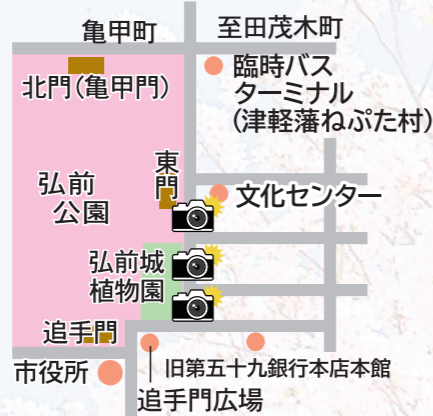 亀甲町
至田茂木町
北門(亀甲門)
臨時バス
ターミナル
(津軽藩ねぷた村)
東門
弘前
公園
文化センター
弘前城
植物園
追手門
市役所
旧第五十九銀行本店本館
追手門広場